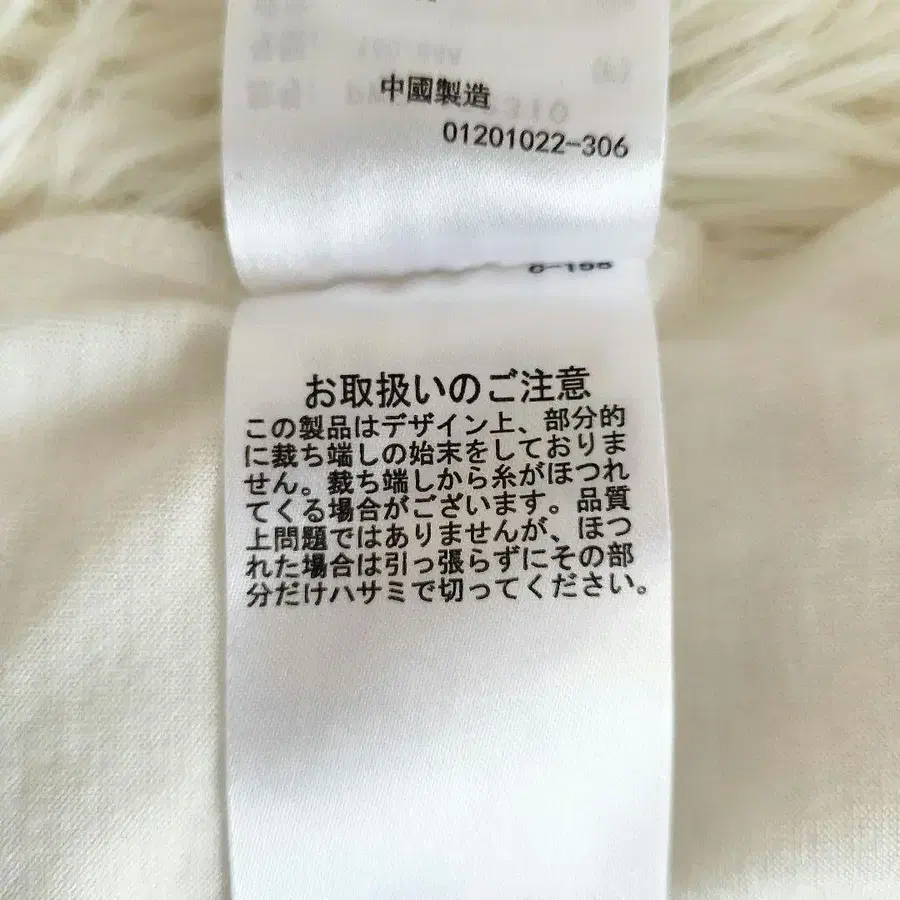 中國製造
01201022-306
お取扱いのご注意
この製品はデザイン上、部分的
に裁ち端しの始末をしておりま
せん。裁ち端しから糸がほつれ
てくる場合がございます。品質
上問題ではありませんが、ほつ
れた場合は引っ張らずにその部
分だけハサミで切ってください。